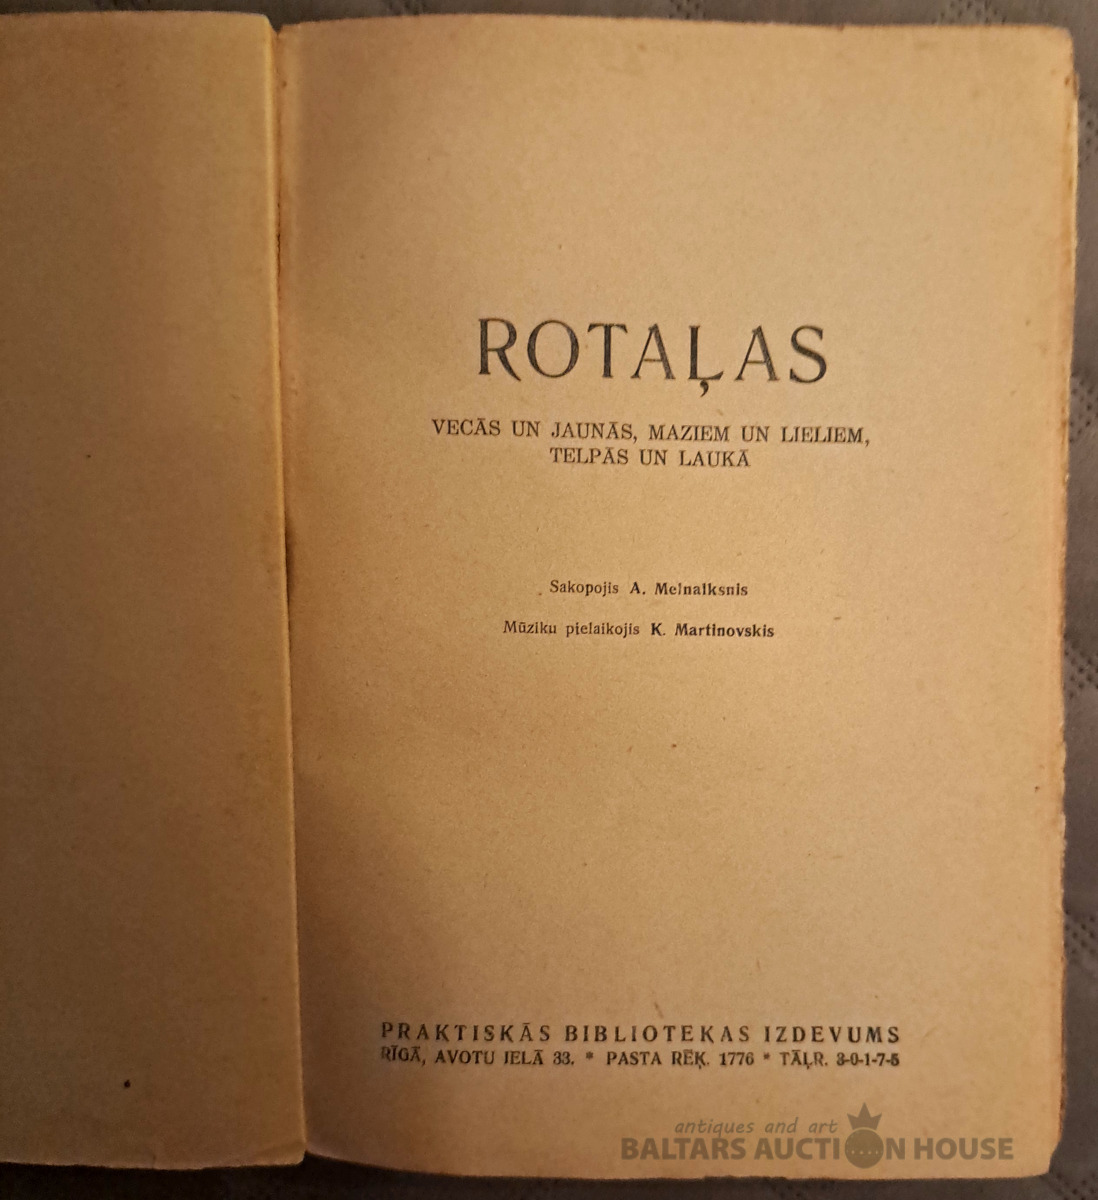 ROTAĻAS
VECĀS UN JAUNĀS, MAZIEM UN LIELIEM,
TELPĀS UN LAUKĀ
Sakopojis A. Melnalksnis
Mūziku pielaikojis K. Martinovskis
PRAKTISKĀS BIBLIOTEKAS IZDEVUMS
RĪGĀ, AVOTU IELĀ 33. * PASTA RĒĶ. 1776 * TĀĻR. 3-0-1-7-5
antiques and art
BALTARS AUCTION HOUSE